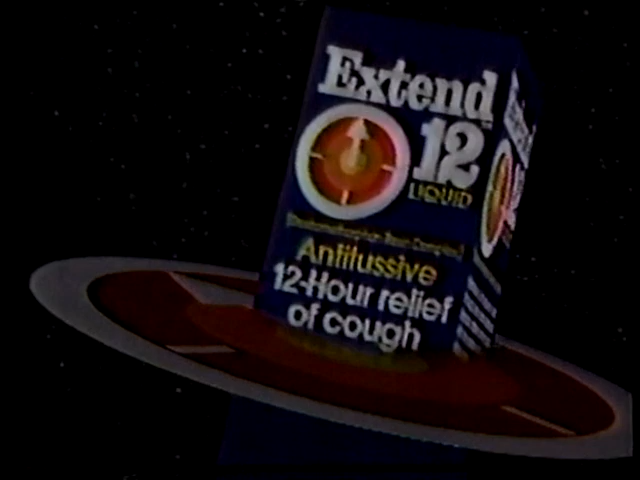 Extend
12
LIQUID
Antitussive
12-Hour relief
of cough